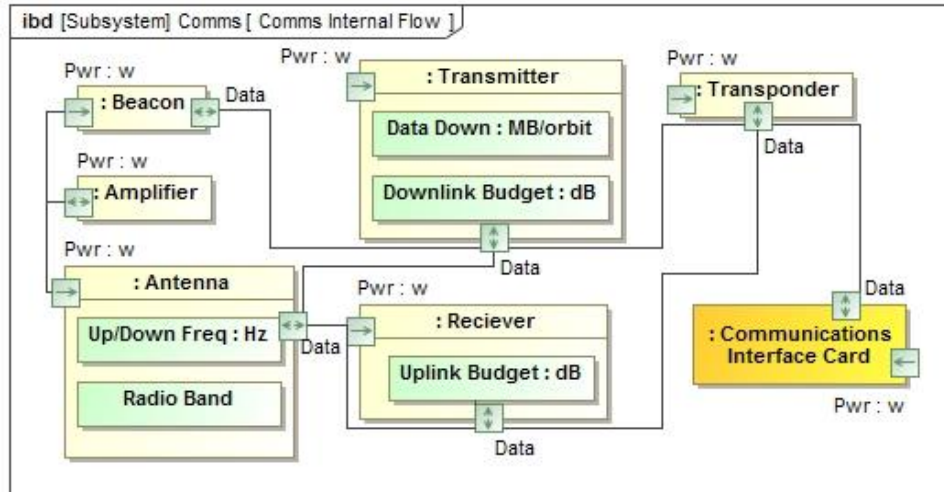 ibd [Subsystem] Comms [ Comms Internal Flow ]
Pwr : w
: Beacon
Data
Pwr : w
: Amplifier
Pwr : w
: Antenna
Up/Down Freq : Hz
Radio Band
Data
Pwr : w
: Transmitter
Data Down : MB/orbit
Downlink Budget : dB
Data
Pwr : w
: Reciever
Uplink Budget : dB
Data
Pwr : w
: Transponder
Data
Data
: Communications
Interface Card
Pwr : w